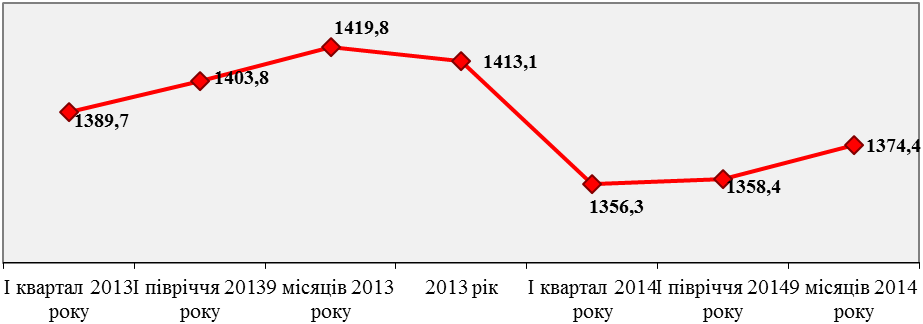 1419,8
1413,1
1403,8
1389,7
1374,4
1358,4
1356,3
І квартал 2013 року
І півріччя 2013 року
9 місяців 2013 року
2013 рік
І квартал 2014 року
І півріччя 2014 року
9 місяців 2014 року